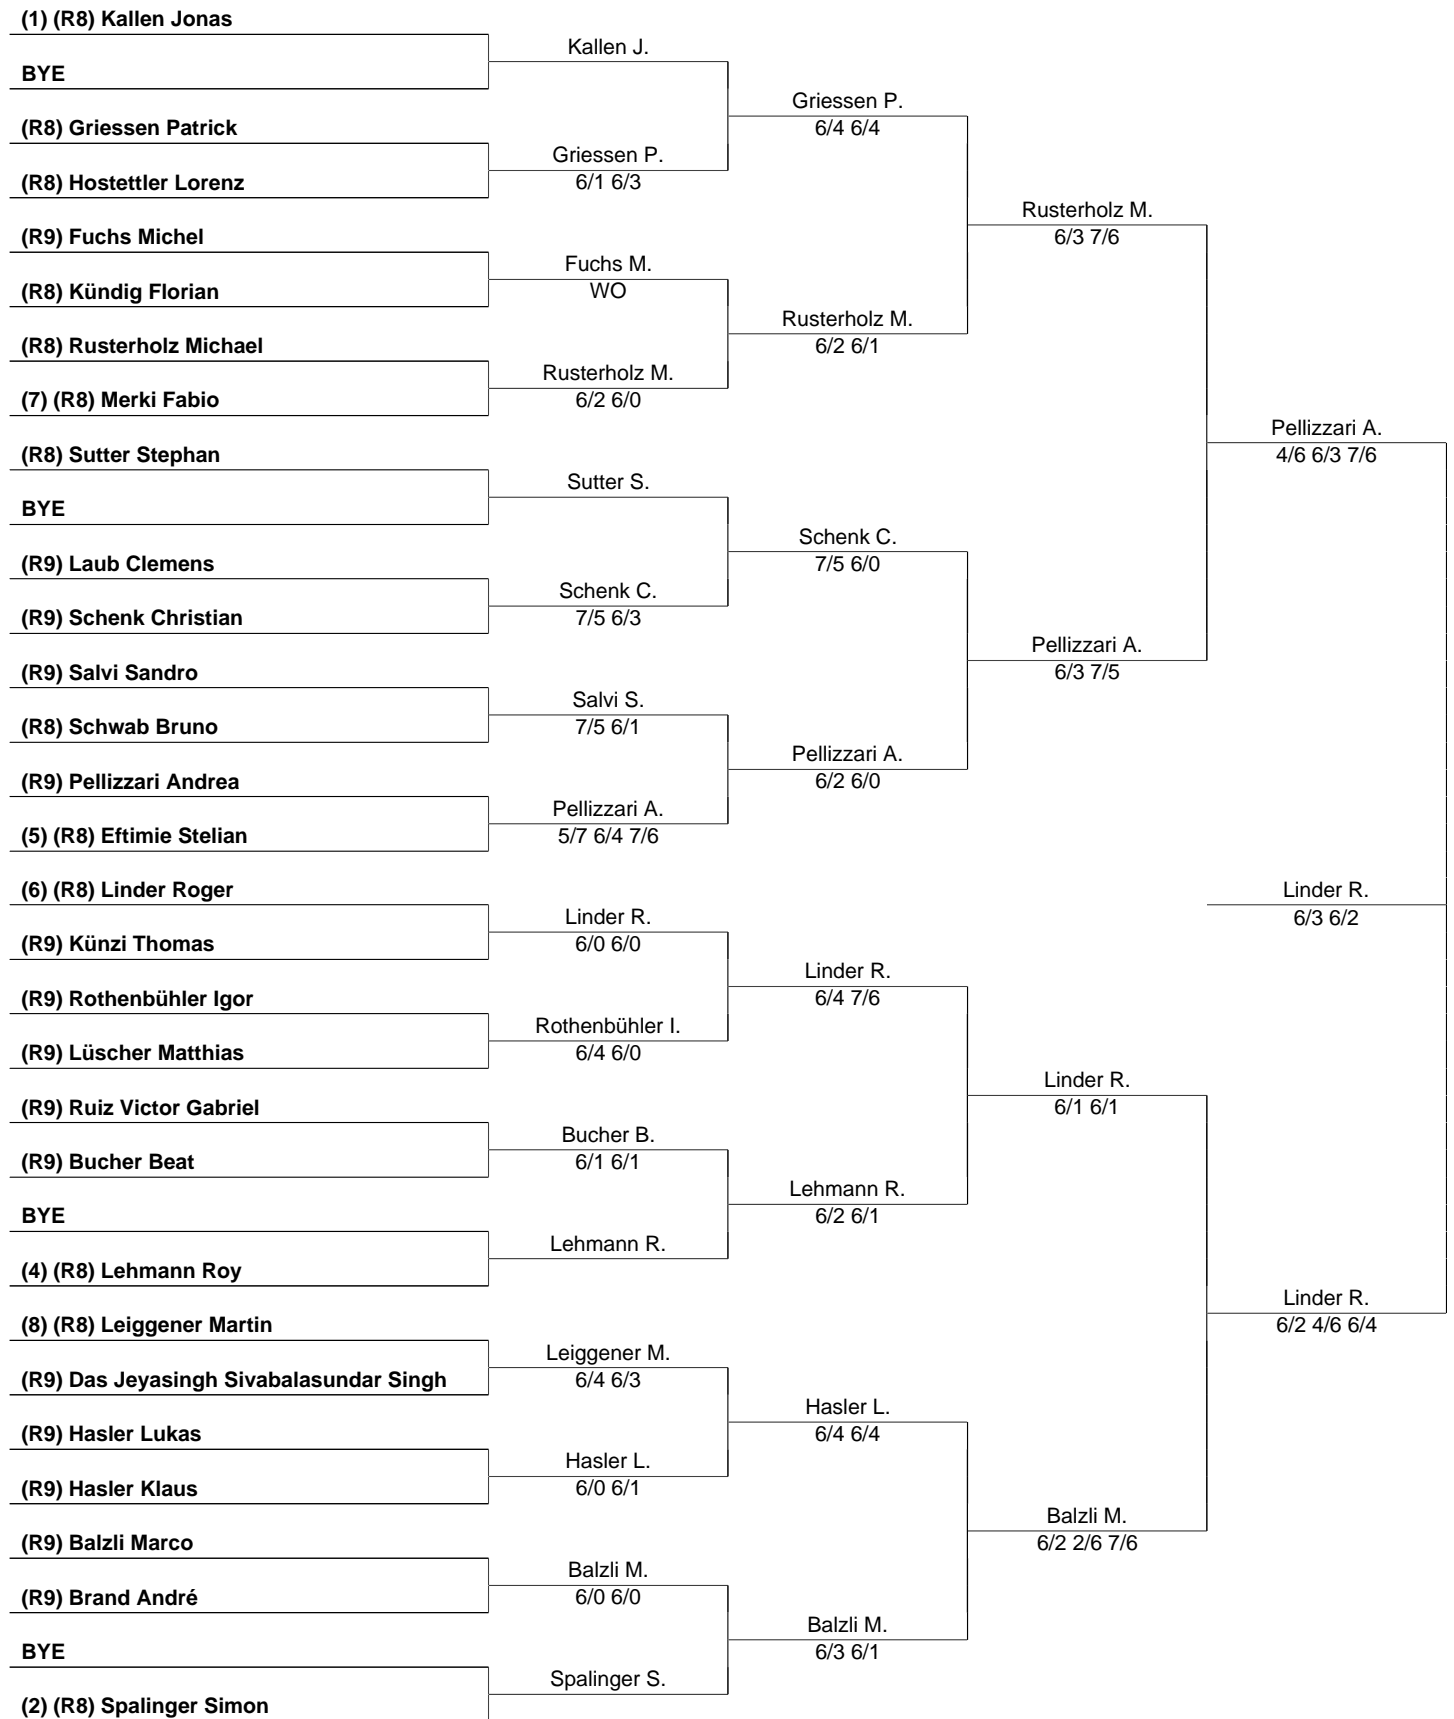 (1) (R8) Kallen Jonas
BYE
(R8) Griessen Patrick
(R8) Hostettler Lorenz
(R9) Fuchs Michel
(R8) Kündig Florian
(R8) Rusterholz Michael
(7) (R8) Merki Fabio
(R8) Sutter Stephan
BYE
(R9) Laub Clemens
(R9) Schenk Christian
(R9) Salvi Sandro
(R8) Schwab Bruno
(R9) Pellizzari Andrea
(5) (R8) Eftimie Stelian
(6) (R8) Linder Roger
(R9) Künzi Thomas
(R9) Rothenbühler Igor
(R9) Lüscher Matthias
(R9) Ruiz Victor Gabriel
(R9) Bucher Beat
BYE
(4) (R8) Lehmann Roy
(8) (R8) Leiggener Martin
(R9) Das Jeyasingh Sivabalasundar Singh
(R9) Hasler Lukas
(R9) Hasler Klaus
(R9) Balzli Marco
(R9) Brand André
BYE
(2) (R8) Spalinger Simon
Kallen J.
Griessen P.
6/1 6/3
Fuchs M.
WO
Rusterholz M.
6/2 6/0
Sutter S.
Schenk C.
7/5 6/3
Salvi S.
7/5 6/1
Pellizzari A.
5/7 6/4 7/6
Linder R.
6/0 6/0
Rothenbühler I.
6/4 6/0
Bucher B.
6/1 6/1
Lehmann R.
Leiggener M.
6/4 6/3
Hasler L.
6/0 6/1
Balzli M.
6/0 6/0
Spalinger S.
Griessen P.
6/4 6/4
Rusterholz M.
6/2 6/1
Schenk C.
7/5 6/0
Pellizzari A.
6/2 6/0
Linder R.
6/4 7/6
Lehmann R.
6/2 6/1
Hasler L.
6/4 6/4
Balzli M.
6/3 6/1
Rusterholz M.
6/3 7/6
Pellizzari A.
6/3 7/5
Linder R.
6/1 6/1
Balzli M.
6/2 2/6 7/6
Pellizzari A.
4/6 6/3 7/6
Linder R.
6/3 6/2
Linder R.
6/2 4/6 6/4